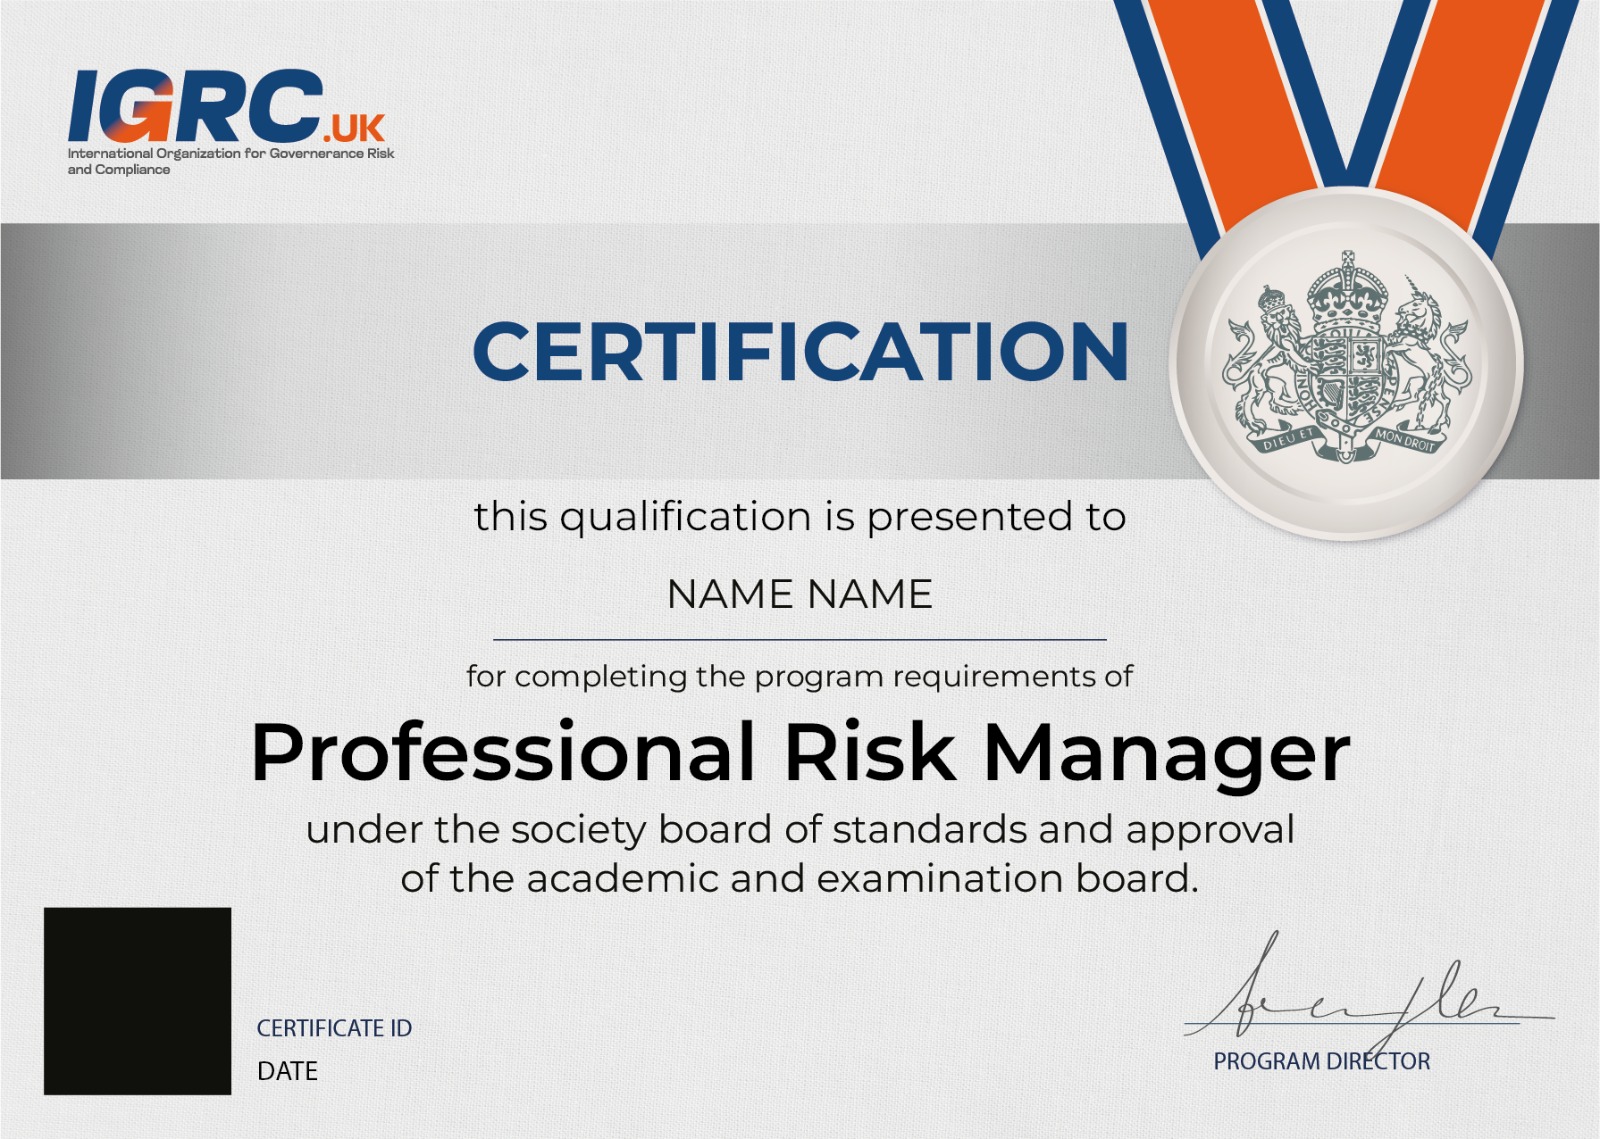 IGRC.UK
International Organization for Governerance Risk
and Compliance
CERTIFICATION
HONI
PENSE
DIEU ET
MON DROIT
this qualification is presented to
NAME NAME
for completing the program requirements of
Professional Risk Manager
under the society board of standards and approval
of the academic and examination board.
CERTIFICATE ID
DATE
PROGRAM DIRECTOR